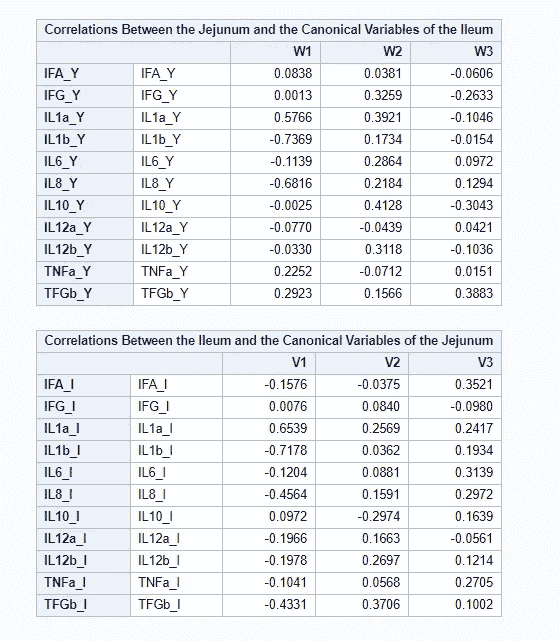 Correlations Between the Jejunum and the Canonical Variables of the Ileum
W1 W2 W3
IFA_Y IFA_Y 0.0838 0.0381 -0.0606
IFG_Y IFG_Y 0.0013 0.3259 -0.2633
IL1a_Y IL1a_Y 0.5766 0.3921 -0.1046
IL1b_Y IL1b_Y -0.7369 0.1734 -0.0154
IL6_Y IL6_Y -0.1139 0.2864 0.0972
IL8_Y IL8_Y -0.6816 0.2184 0.1294
IL10_Y IL10_Y -0.0025 0.4128 -0.3043
IL12a_Y IL12a_Y -0.0770 -0.0439 0.0421
IL12b_Y IL12b_Y -0.0330 0.3118 -0.1036
TNFa_Y TNFa_Y 0.2252 -0.0712 0.0151
TFGb_Y TFGb_Y 0.2923 0.1566 0.3883
Correlations Between the Ileum and the Canonical Variables of the Jejunum
V1 V2 V3
IFA_I IFA_I -0.1576 -0.0375 0.3521
IFG_I IFG_I 0.0076 0.0840 -0.0980
IL1a_I IL1a_I 0.6539 0.2569 0.2417
IL1b_I IL1b_I -0.7178 0.0362 0.1934
IL6_I IL6_I -0.1204 0.0881 0.3139
IL8_I IL8_I -0.4564 0.1591 0.2972
IL10_I IL10_I 0.0972 -0.2974 0.1639
IL12a_I IL12a_I -0.1966 0.1663 -0.0561
IL12b_I IL12b_I -0.1978 0.2697 0.1214
TNFa_I TNFa_I -0.1041 0.0568 0.2705
TFGb_I TFGb_I -0.4331 0.3706 0.1002